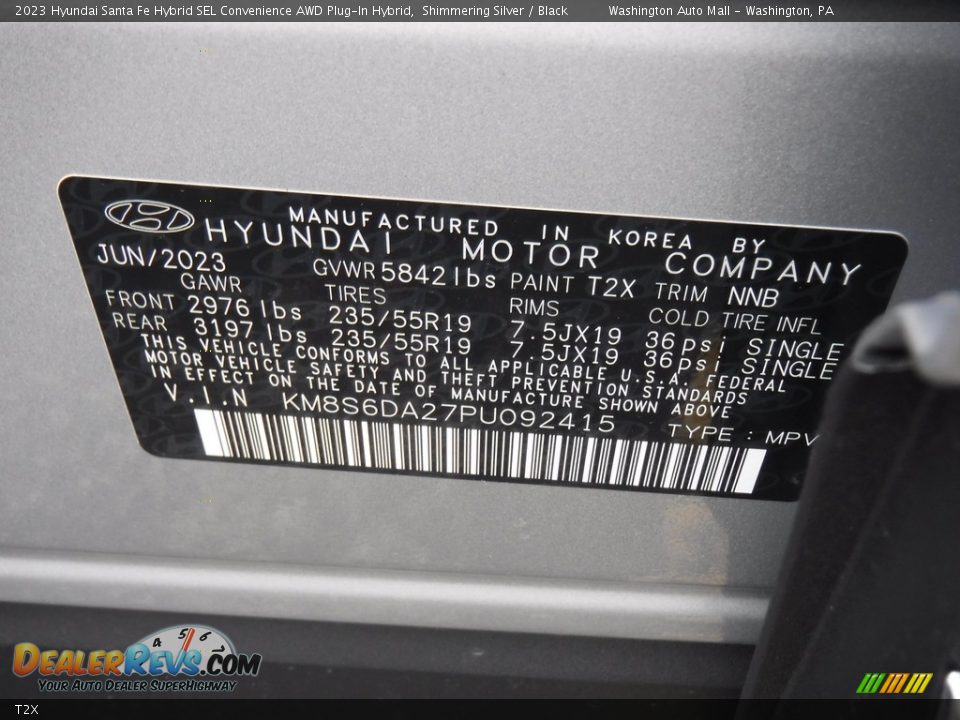 2023 Hyundai Santa Fe Hybrid SEL Convenience AWD Plug-In Hybrid, Shimmering Silver / Black Washington Auto Mall - Washington, PA
MANUFACTURED IN KOREA BY
HYUNDAI MOTOR COMPANY
JUN/2023 GVWR 5842 lbs PAINT T2X TRIM NNB
GAWR TIRES RIMS COLD TIRE INFL
FRONT 2976 lbs 235/55R19 7.5JX19 36psi SINGLE
REAR 3197 lbs 235/55R19 7.5JX19 36psi SINGLE
THIS VEHICLE CONFORMS TO ALL APPLICABLE U.S.A. FEDERAL
MOTOR VEHICLE SAFETY AND THEFT PREVENTION STANDARDS
IN EFFECT ON THE DATE OF MANUFACTURE SHOWN ABOVE
V.I.N KM8S6DA27PU092415 TYPE : MPV
4 5 6
DEALERREVS.COM
YOUR AUTO DEALER SUPERHIGHWAY
T2X